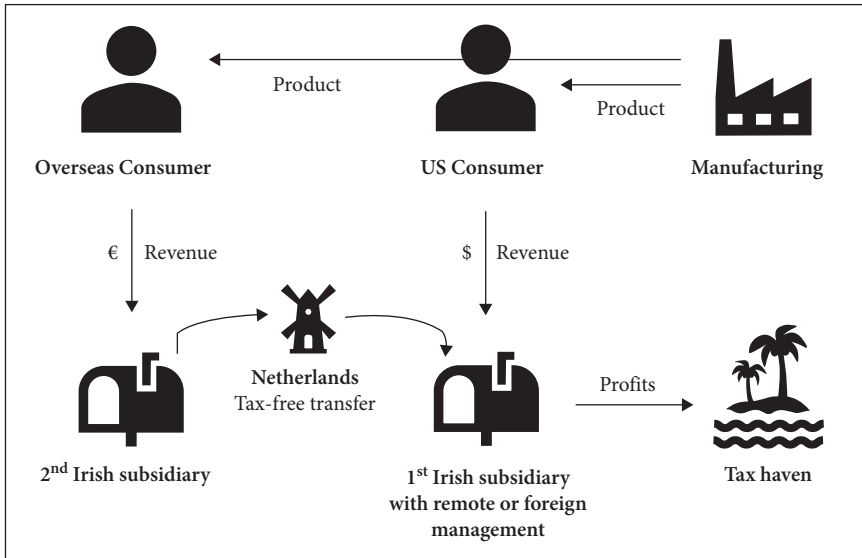 Product
Product
Overseas Consumer
US Consumer
Manufacturing
€ Revenue
$ Revenue
Netherlands
Tax-free transfer
Profits
2nd Irish subsidiary
1st Irish subsidiary
with remote or foreign
management
Tax haven